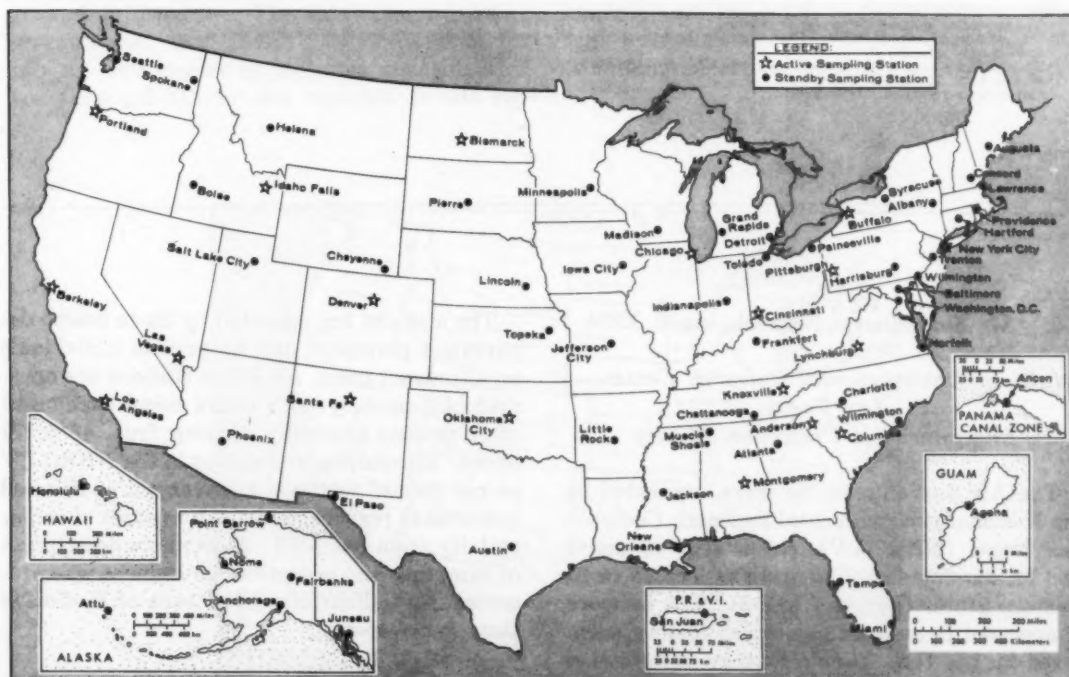 LEGEND:
Active Sampling Station
Standby Sampling Station
Seattle
Spokane
Portland
Helena
Bismarck
Boise
Idaho Falls
Pierre
Minneapolis
Augusta
Concord
Lawrence
Syracuse
Albany
Buffalo
Providence
Hartford
New York City
Trenton
Madison
Grand
Rapids
Detroit
Chicago
Toledo
Painesville
Pittsburgh
Harrisburg
Wilmington
Baltimore
Washington, D.C.
Norfolk
Salt Lake City
Cheyenne
Iowa City
Lincoln
Berkeley
Denver
Indianapolis
Cincinnati
Topeka
Jefferson
City
Frankfort
Lynchburg
Las
Vegas
Knoxville
Charlotte
Los
Angeles
Santa Fe
Oklahoma
City
Chattanooga
Wilmington
Anderson
Columbia
Little
Rock
Muscle
Shoals
Atlanta
Phoenix
Montgomery
El Paso
Jackson
Austin
New
Orleans
Tampa
Miami
Ancon
PANAMA
CANAL ZONE
GUAM
Agana
Honolulu
HAWAII
Point Barrow
Nome
Fairbanks
Anchorage
Attu
Juneau
ALASKA
P.R. & V.I.
San Juan